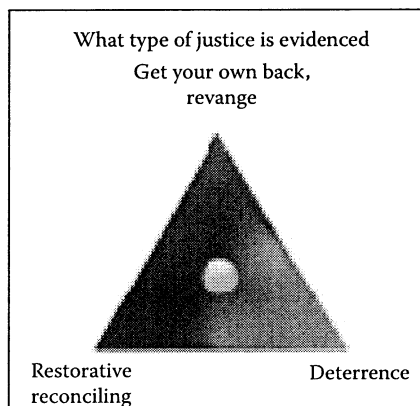 What type of justice is evidenced
Get your own back,
revange
Restorative
reconciling
Deterrence